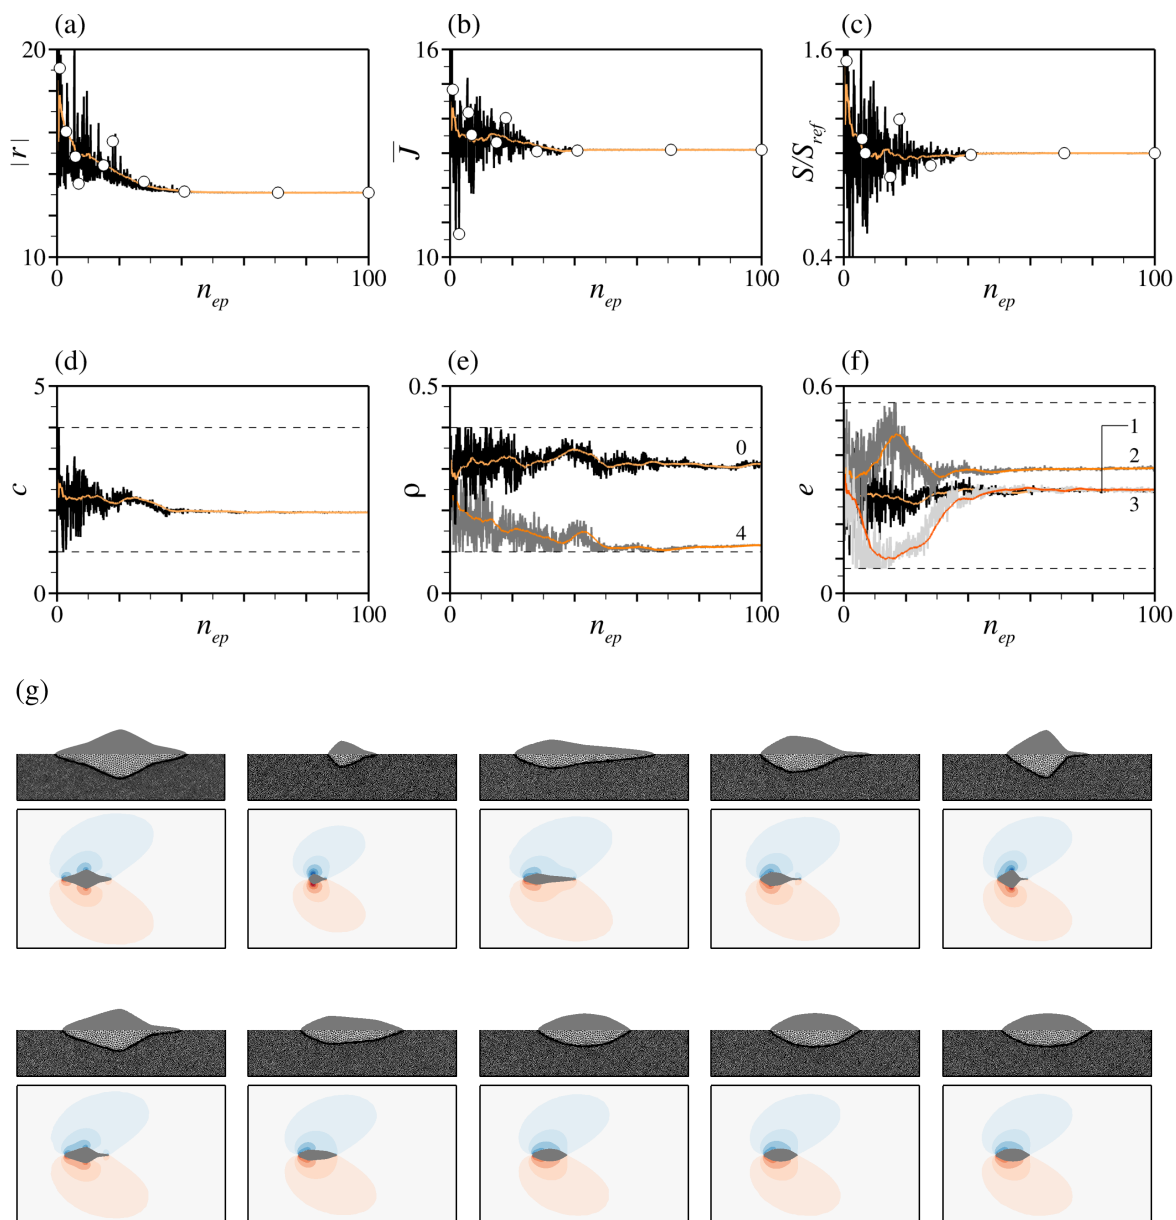 (a) (b) (c)
20 16 1.6
|r| J̅ S/S_ref
10 10 0.4
0 100 0 100 0 100
n_ep n_ep n_ep
(d) (e) (f)
5 0.5 0.6
1
0 2
c ρ e
4 3
0 0 0
0 100 0 100 0 100
n_ep n_ep n_ep
(g)